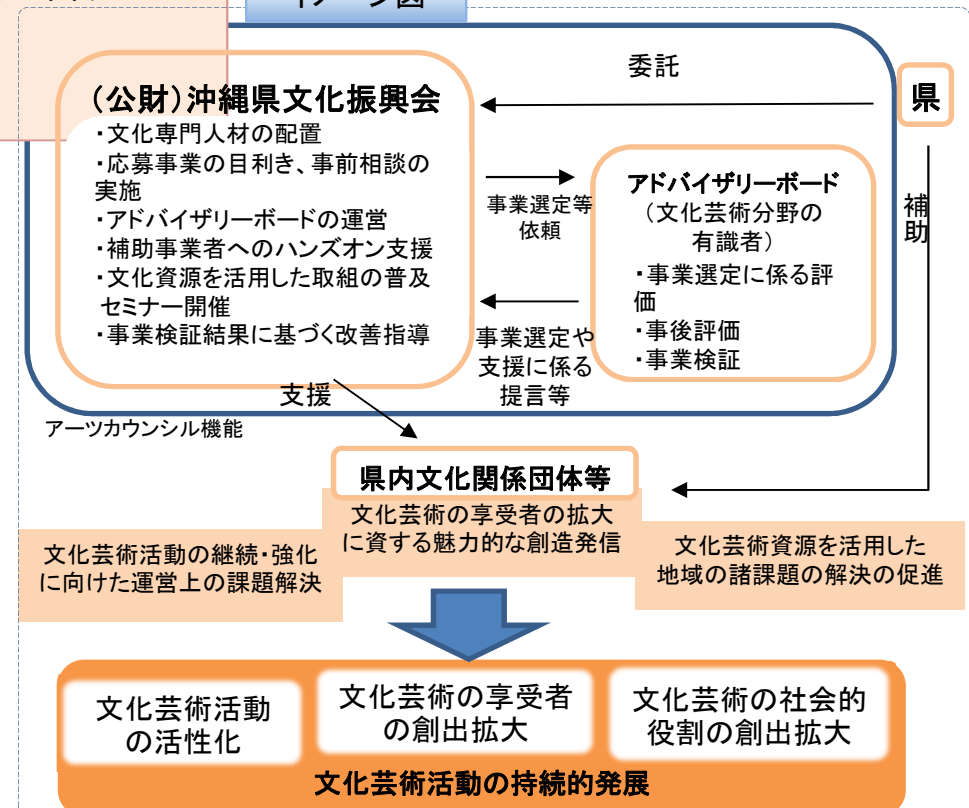 イメージ図
委託
県
(公財)沖縄県文化振興会
・文化専門人材の配置
・応募事業の目利き、事前相談の
実施
・アドバイザリーボードの運営
・補助事業者へのハンズオン支援
・文化資源を活用した取組の普及
セミナー開催
・事業検証結果に基づく改善指導
事業選定等
依頼
事業選定や
支援に係る
提言等
アドバイザリーボード
(文化芸術分野の
有識者)
・事業選定に係る評
価
・事後評価
・事業検証
補助
支援
アーツカウンシル機能
県内文化関係団体等
文化芸術活動の継続・強化
に向けた運営上の課題解決
文化芸術の享受者の拡大
に資する魅力的な創造発信
文化芸術資源を活用した
地域の諸課題の解決の促進
文化芸術活動
の活性化
文化芸術の享受者
の創出拡大
文化芸術の社会的
役割の創出拡大
文化芸術活動の持続的発展